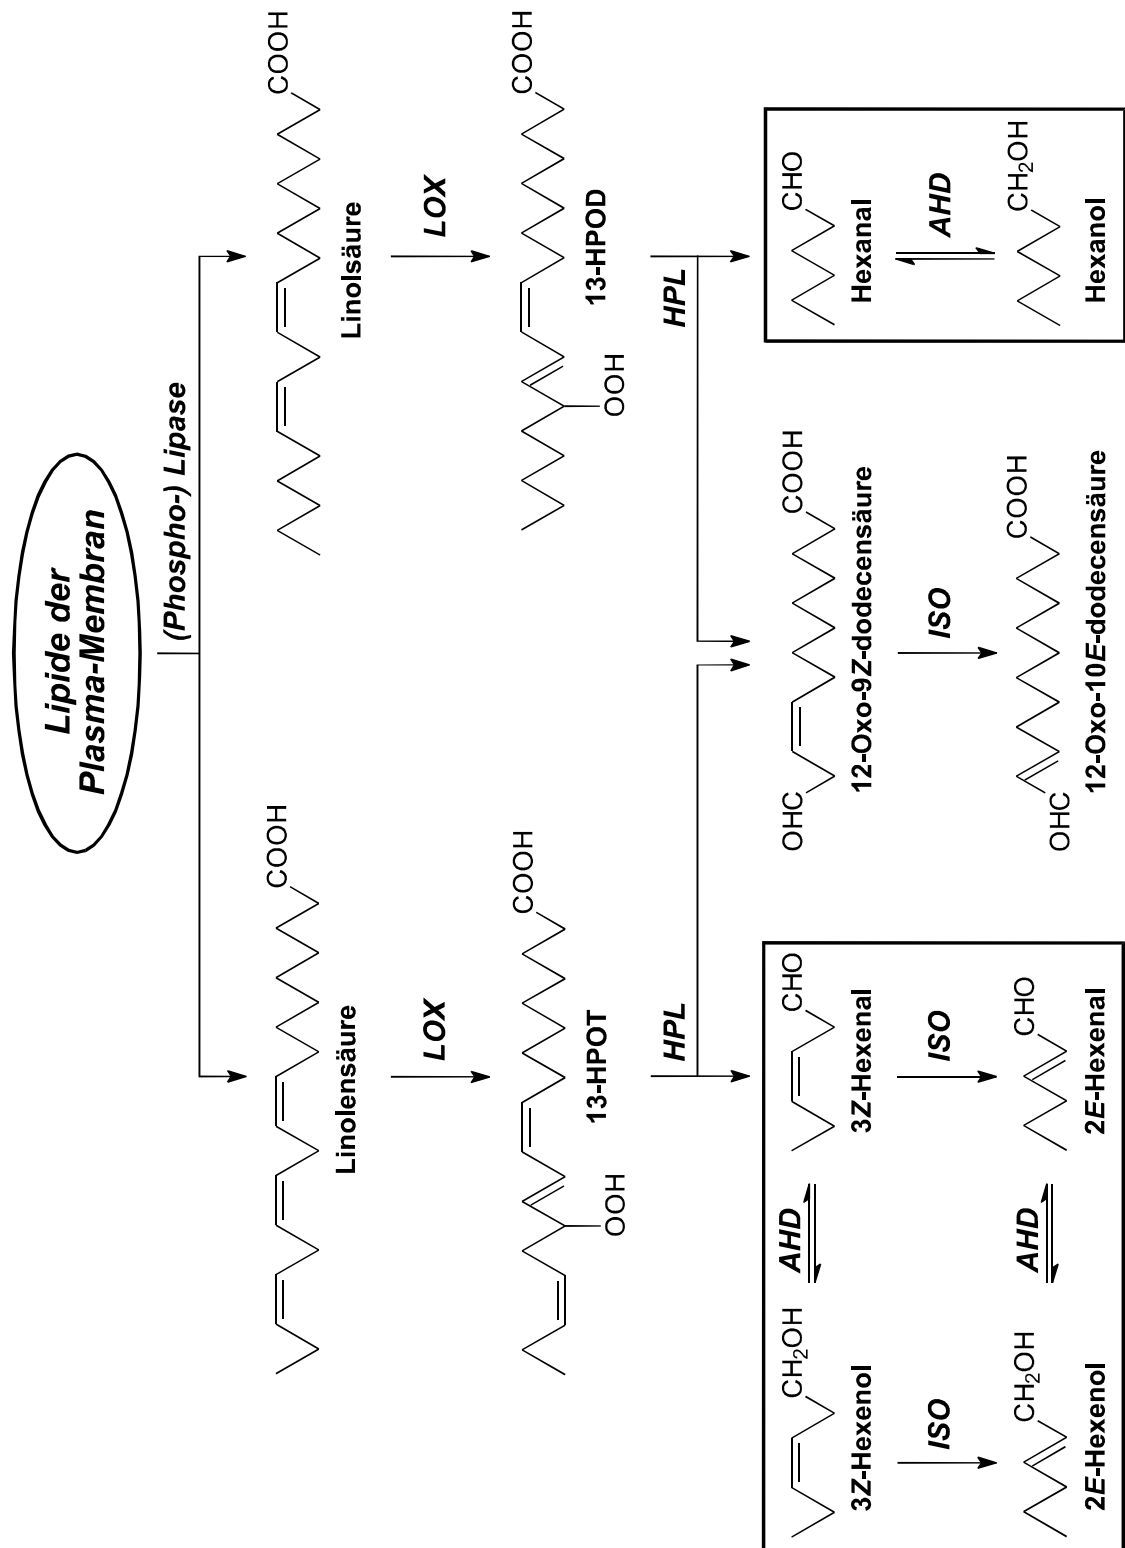 Lipide der
Plasma-Membran
(Phospho-) Lipase
COOH
Linolensäure
COOH
Linolsäure
LOX
LOX
COOH
OOH
13-HPOT
COOH
OOH
13-HPOD
HPL
HPL
CH2OH
3Z-Hexenol
AHD
CHO
3Z-Hexenal
OHC
COOH
12-Oxo-9Z-dodecensäure
CHO
Hexanal
ISO
ISO
ISO
AHD
CH2OH
2E-Hexenol
AHD
CHO
2E-Hexenal
OHC
COOH
12-Oxo-10E-dodecensäure
CH2OH
Hexanol